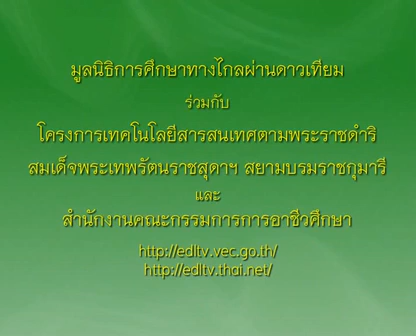 มูลนิธิการศึกษาทางไกลผ่านดาวเทียม
ร่วมกับ
โครงการเทคโนโลยีสารสนเทศตามพระราชดำริ
สมเด็จพระเทพรัตนราชสุดาฯ สยามบรมราชกุมารี
และ
สำนักงานคณะกรรมการการอาชีวศึกษา
http://edltv.vec.go.th/
http://edltv.thai.net/